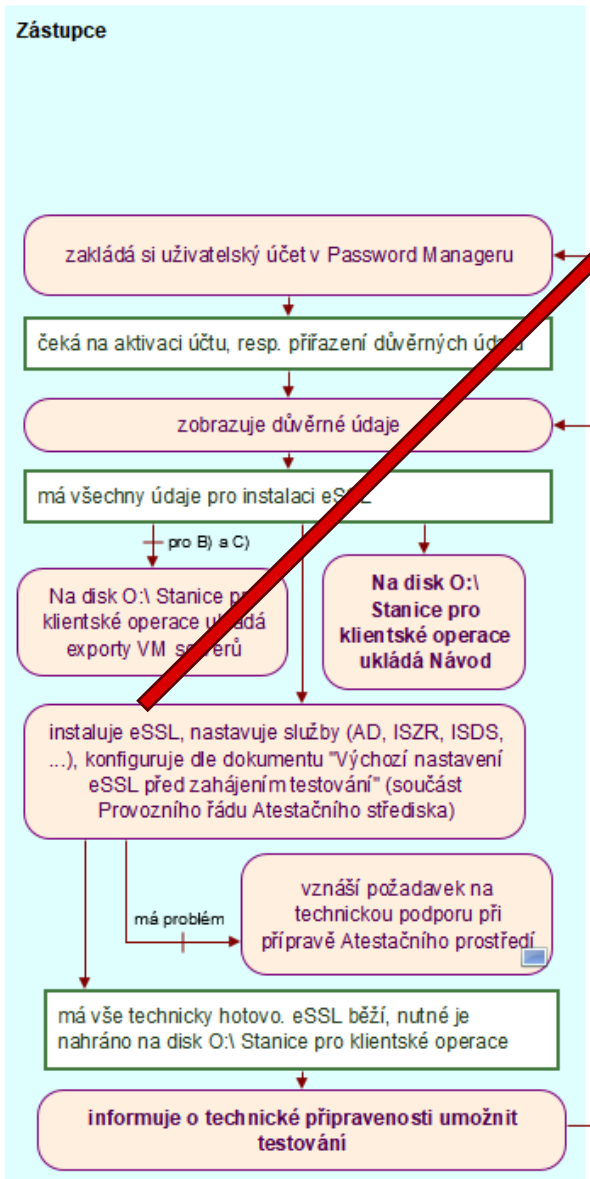 Zástupce
zakládá si uživatelský účet v Password Manageru
čeká na aktivaci účtu, resp. přiřazení důvěrných údajů
zobrazuje důvěrné údaje
má všechny údaje pro instalaci eSSL
pro B) a C)
Na disk O:\ Stanice pro
klientské operace ukládá
exporty VM serverů
Na disk O:\
Stanice pro
klientské operace
ukládá Návod
instaluje eSSL, nastavuje služby (AD, ISZR, ISDS,
...), konfiguruje dle dokumentu "Výchozí nastavení
eSSL před zahájením testování" (součást
Provozního řádu Atestačního střediska)
má problém
vznáší požadavek na
technickou podporu při
přípravě Atestačního prostředí
má vše technicky hotovo. eSSL běží, nutné je
nahráno na disk O:\ Stanice pro klientské operace
informuje o technické připravenosti umožnit
testování